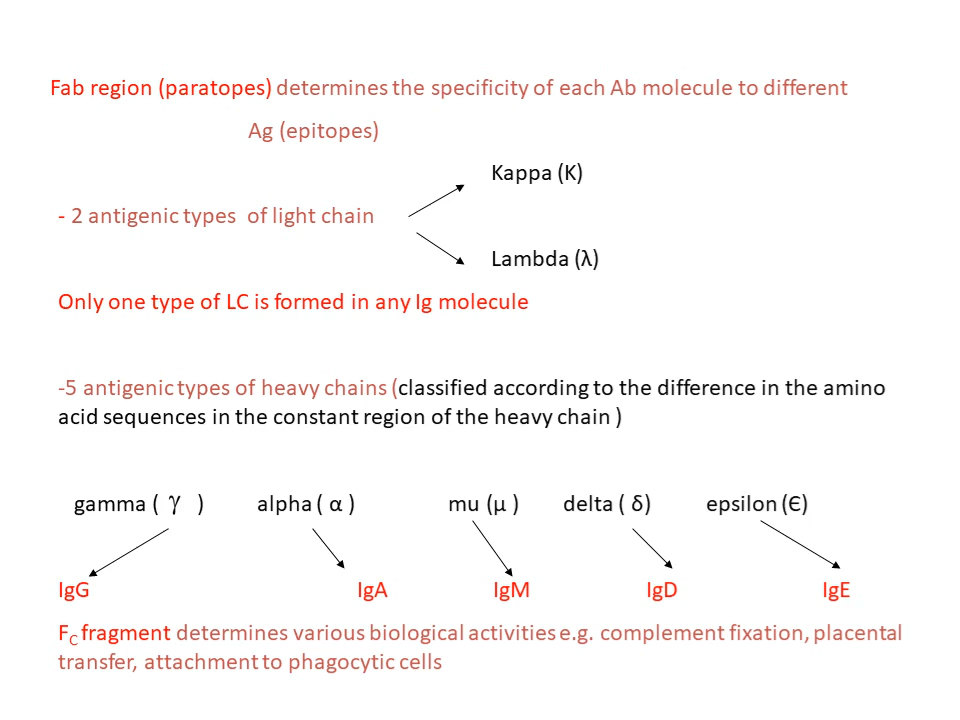 Fab region (paratopes) determines the specificity of each Ab molecule to different
Ag (epitopes)
Kappa (K)
- 2 antigenic types of light chain
Lambda (λ)
Only one type of LC is formed in any Ig molecule
-5 antigenic types of heavy chains (classified according to the difference in the amino
acid sequences in the constant region of the heavy chain )
gamma ( γ ) alpha ( α ) mu (μ ) delta ( δ) epsilon (Є)
IgG IgA IgM IgD IgE
FC fragment determines various biological activities e.g. complement fixation, placental
transfer, attachment to phagocytic cells